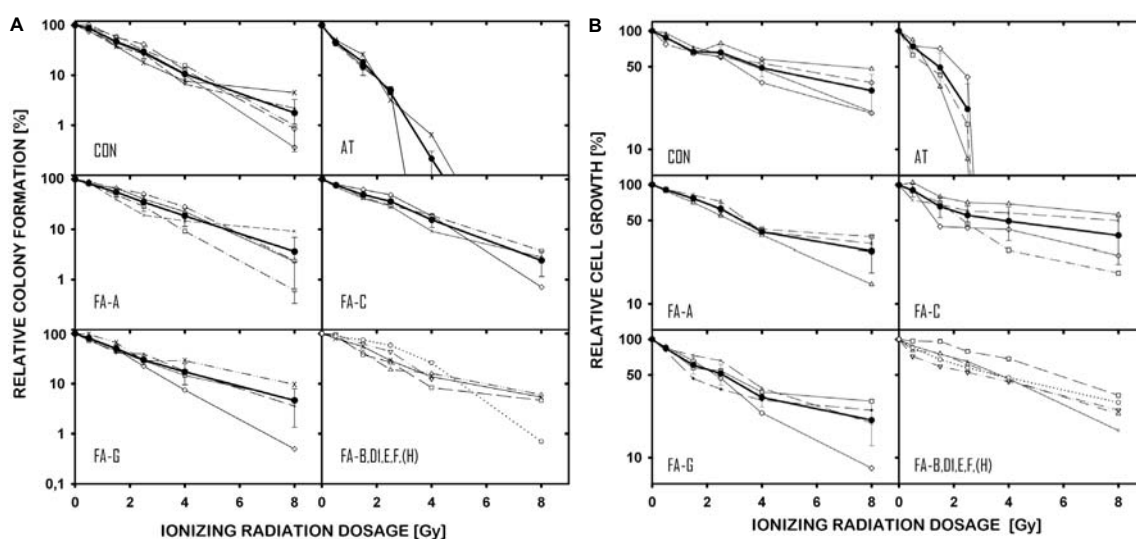 A
RELATIVE COLONY FORMATION [%]
100
10
1
CON
AT
100
10
1
FA-A
FA-C
100
10
1
0,1
FA-G
FA-B,D1,E,F,(H)
0 2 4 6 8 0 2 4 6 8
IONIZING RADIATION DOSAGE [Gy]
B
RELATIVE CELL GROWTH [%]
100
50
10
CON
AT
100
50
10
FA-A
FA-C
100
50
10
FA-G
FA-B,D1,E,F,(H)
0 2 4 6 8 0 2 4 6 8
IONIZING RADIATION DOSAGE [Gy]